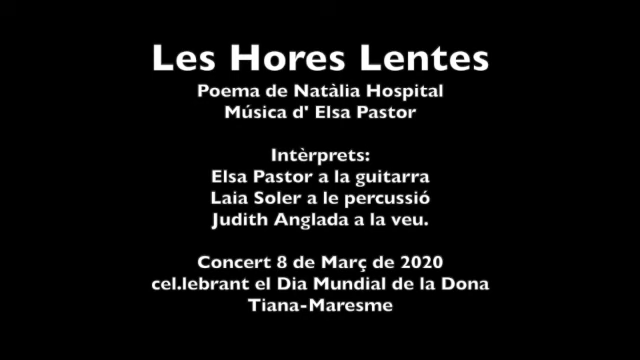 Les Hores Lentes
Poema de Natàlia Hospital
Música d' Elsa Pastor
Intèrprets:
Elsa Pastor a la guitarra
Laia Soler a le percussió
Judith Anglada a la veu.
Concert 8 de Març de 2020
cel.lebrant el Dia Mundial de la Dona
Tiana-Maresme